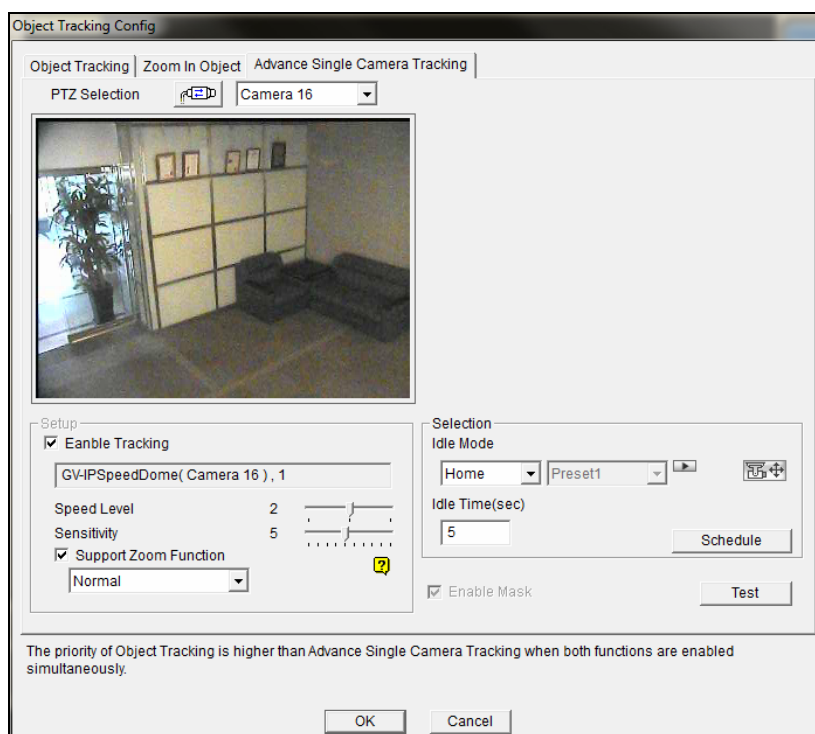 Object Tracking Config
Object Tracking
Zoom In Object
Advance Single Camera Tracking
PTZ Selection
Camera 16
Setup
Eanble Tracking
GV-IPSpeedDome( Camera 16 ) , 1
Speed Level 2
Sensitivity 5
Support Zoom Function
Normal
?
Selection
Idle Mode
Home
Preset1
Idle Time(sec)
5
Schedule
Enable Mask
Test
The priority of Object Tracking is higher than Advance Single Camera Tracking when both functions are enabled
simultaneously.
OK
Cancel